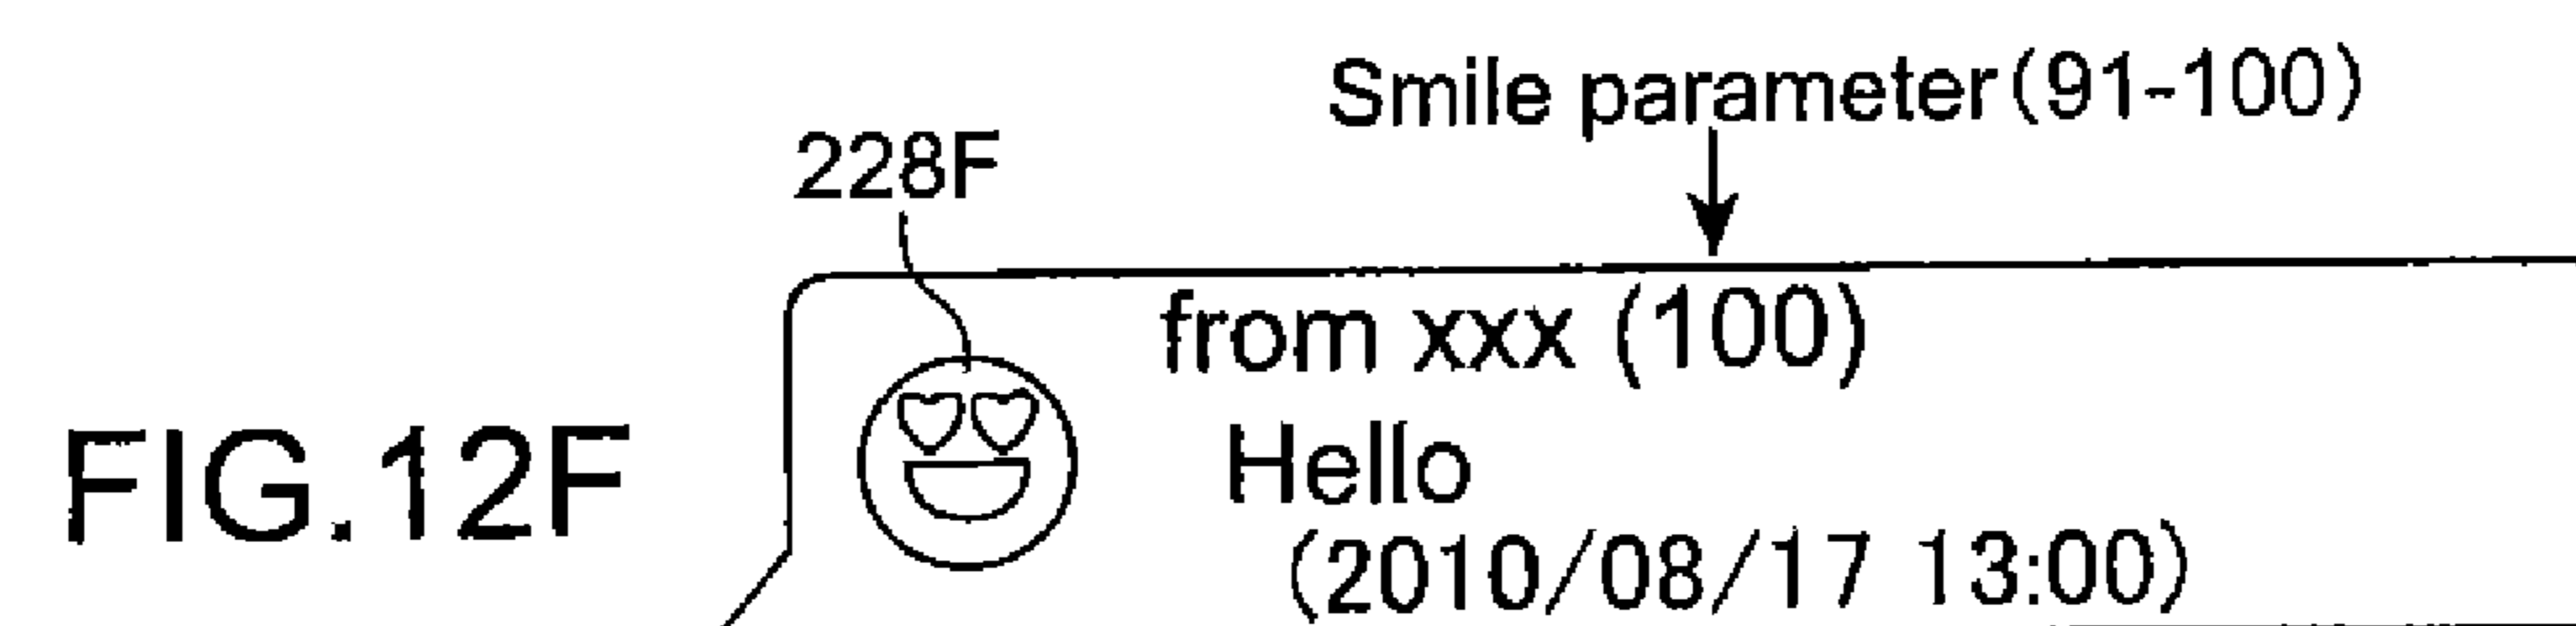 Smile parameter(91-100)
228F
from xxx (100)
FIG.12F
Hello
(2010/08/17 13:00)